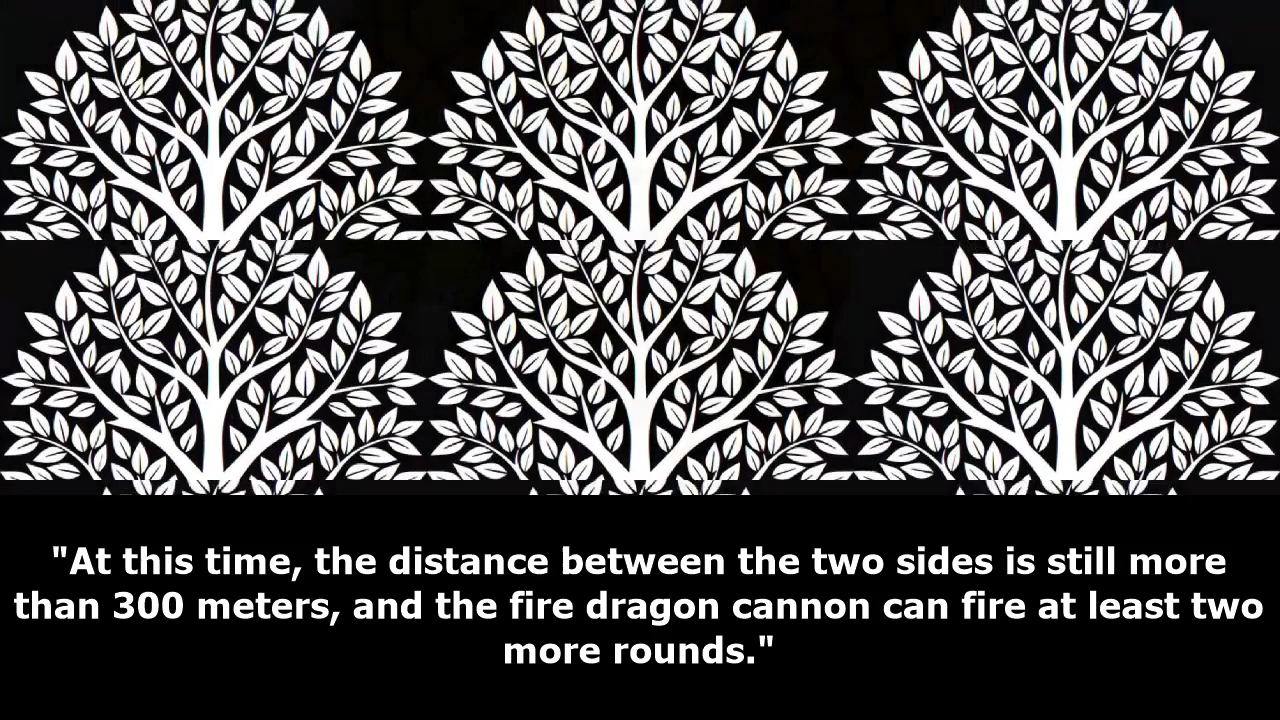 "At this time, the distance between the two sides is still more
than 300 meters, and the fire dragon cannon can fire at least two
more rounds."